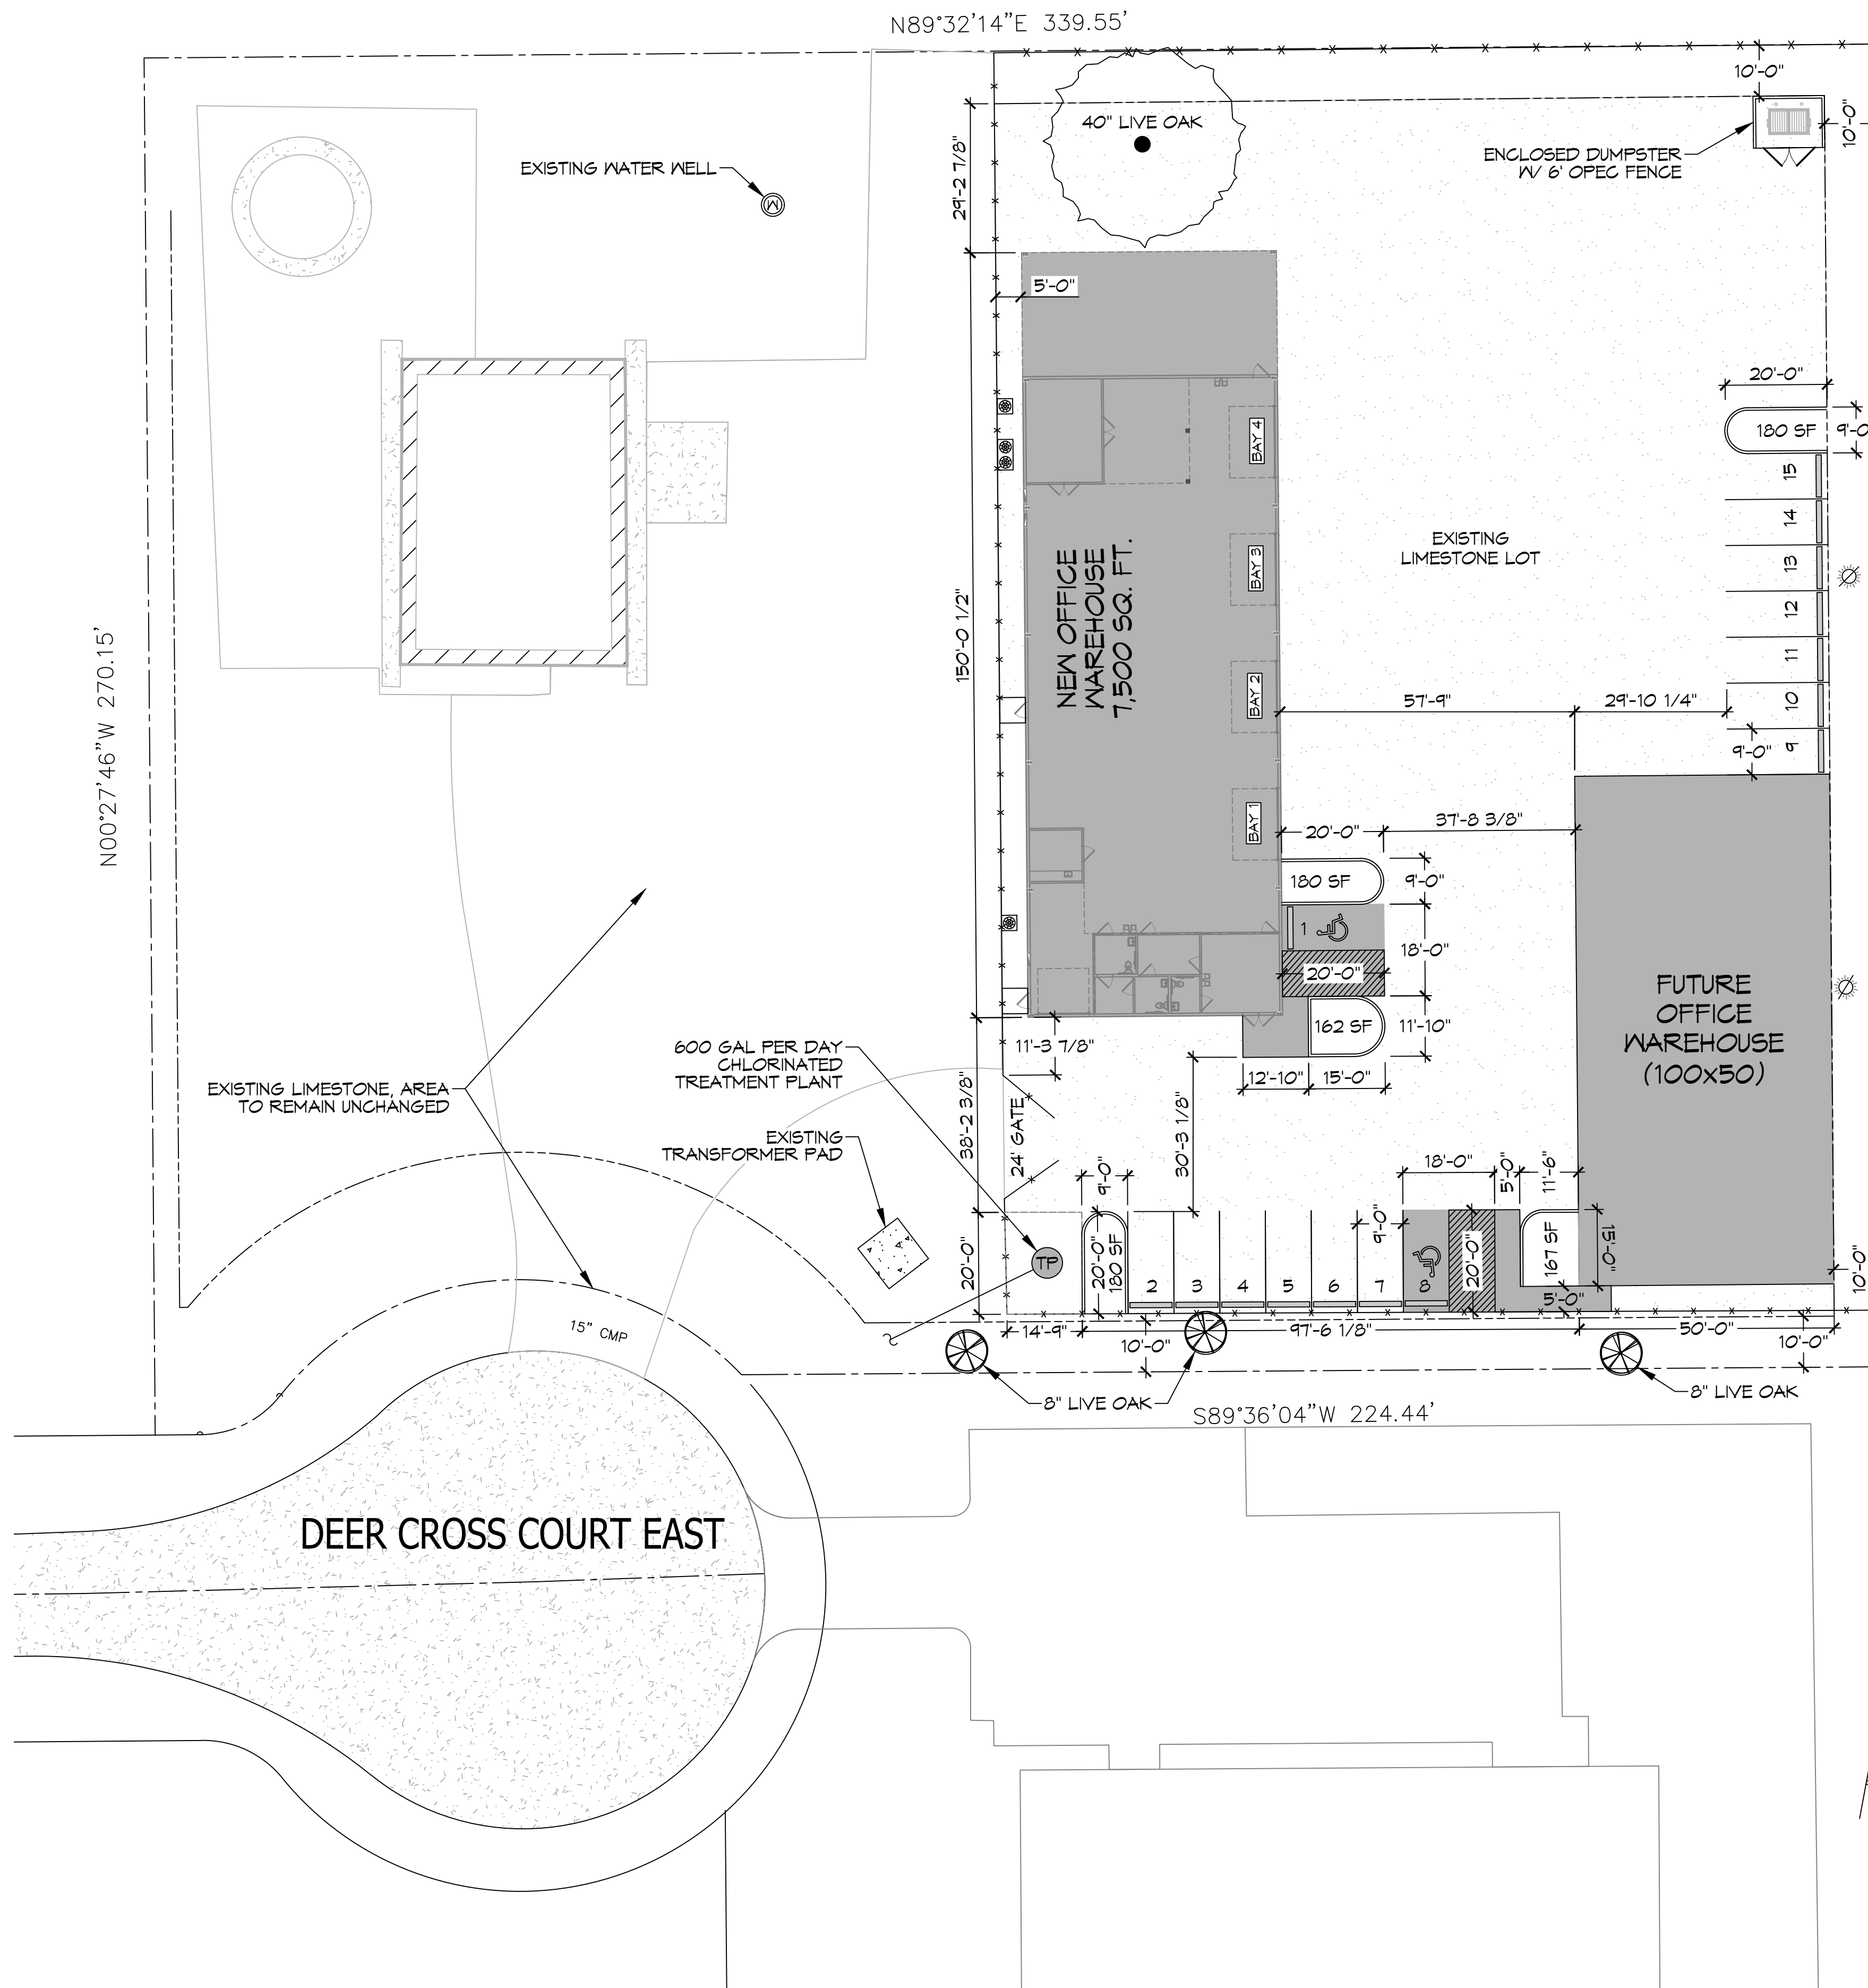 N89°32'14"E 339.55'
10'-0"
10'-0"
40" LIVE OAK
ENCLOSED DUMPSTER
W/ 6' OPEC FENCE
EXISTING WATER WELL
W
29'-2 7/8"
5'-0"
20'-0"
180 SF
9'-0
BAY 4
15
14
13
12
11
10
9
EXISTING
LIMESTONE LOT
BAY 3
NEW OFFICE
WAREHOUSE
7,500 SQ. FT.
150'-0 1/2"
N00°27'46"W 270.15'
BAY 2
57'-9"
29'-10 1/4"
9'-0"
BAY 1
20'-0"
37'-8 3/8"
180 SF
9'-0"
1
18'-0"
20'-0"
162 SF
11'-10"
FUTURE
OFFICE
WAREHOUSE
(100x50)
11'-3 7/8"
600 GAL PER DAY
CHLORINATED
TREATMENT PLANT
12'-10"
15'-0"
EXISTING LIMESTONE, AREA
TO REMAIN UNCHANGED
38'-2 3/8"
24' GATE
30'-3 1/8"
EXISTING
TRANSFORMER PAD
9'-0"
18'-0"
5'-0"
11'-6"
9'-0"
20'-0"
TP
20'-0"
180 SF
2
3
4
5
6
7
8
20'-0"
167 SF
15'-0"
5'-0"
10'-0"
15" CMP
14'-9"
10'-0"
97'-6 1/8"
50'-0"
10'-0"
8" LIVE OAK
8" LIVE OAK
S89°36'04"W 224.44'
DEER CROSS COURT EAST